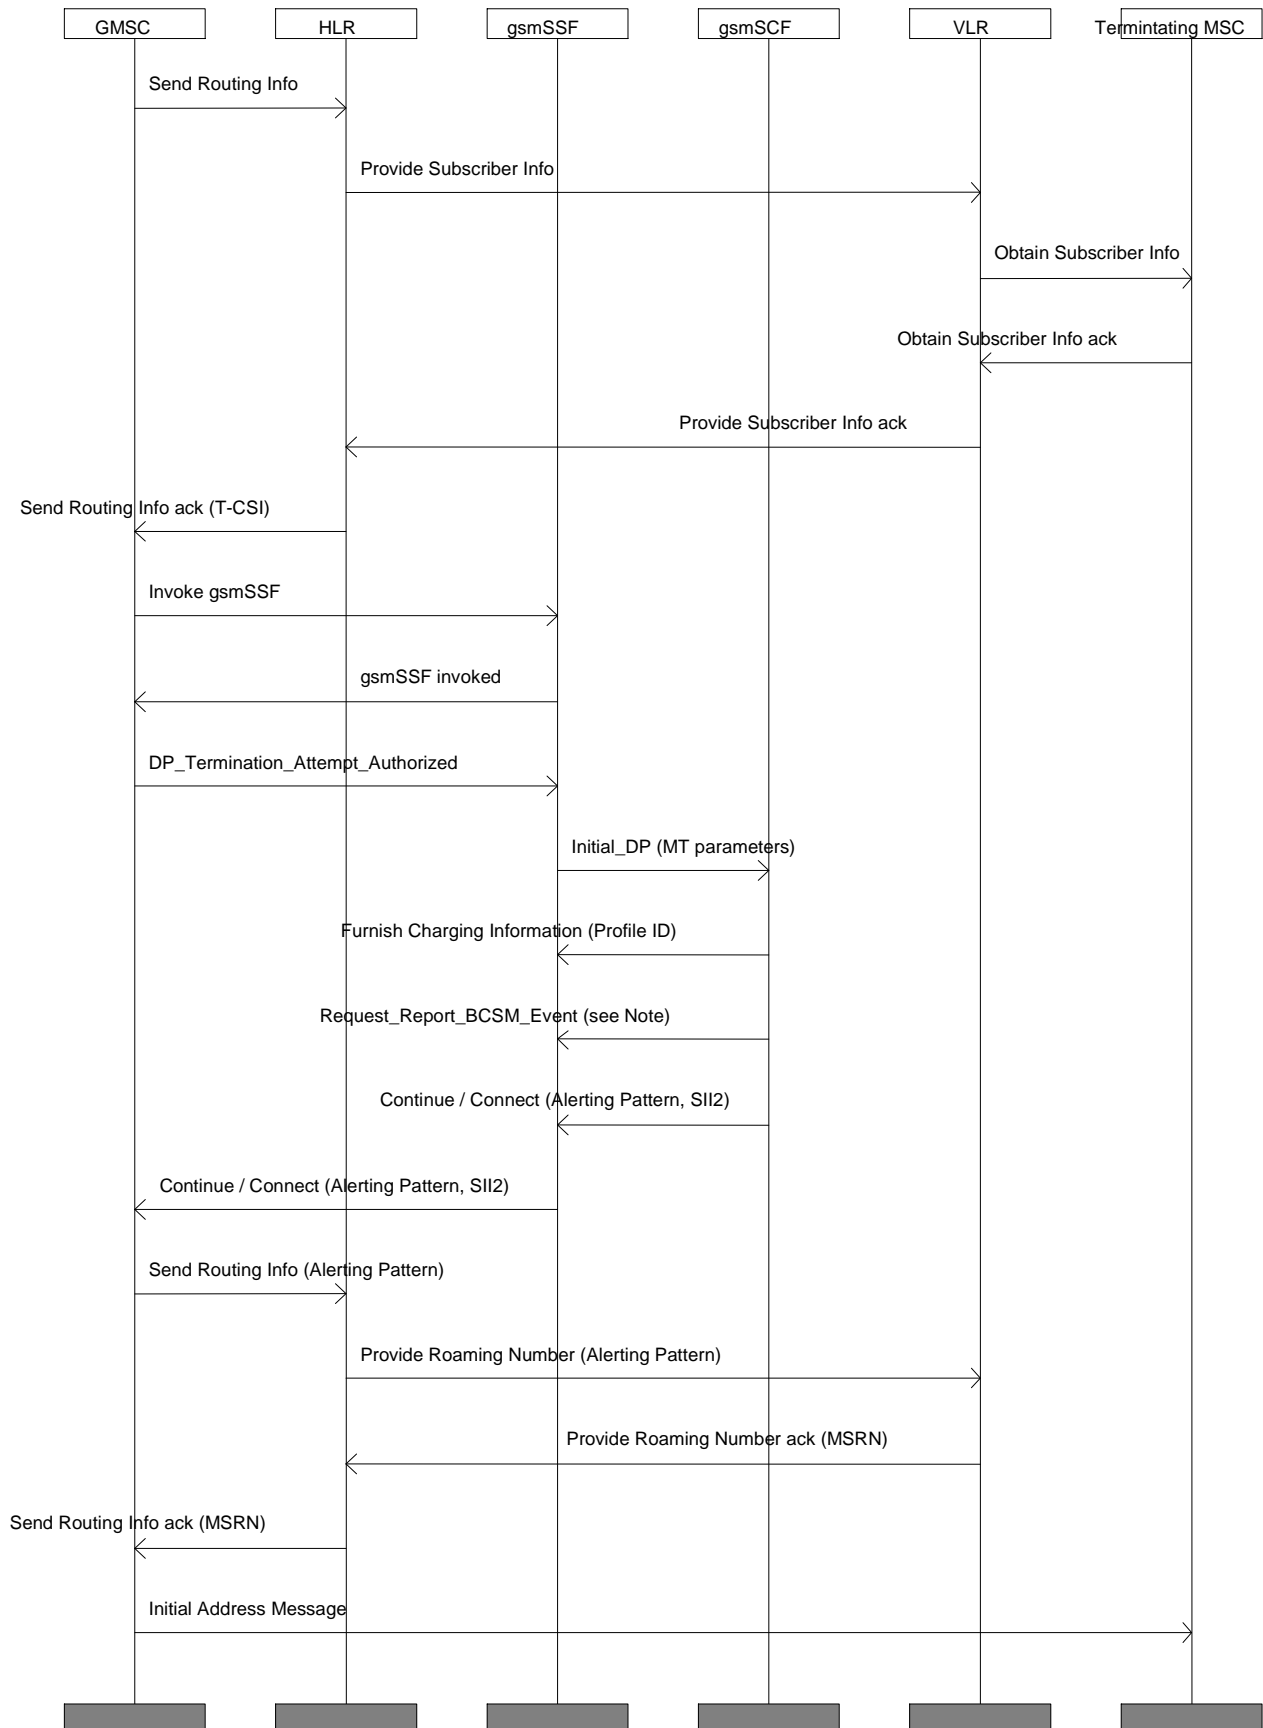 GMSC HLR gsmSSF gsmSCF VLR Termintating MSC
Send Routing Info
Provide Subscriber Info
Obtain Subscriber Info
Obtain Subscriber Info ack
Provide Subscriber Info ack
Send Routing Info ack (T-CSI)
Invoke gsmSSF
gsmSSF invoked
DP_Termination_Attempt_Authorized
Initial_DP (MT parameters)
Furnish Charging Information (Profile ID)
Request_Report_BCSM_Event (see Note)
Continue / Connect (Alerting Pattern, SII2)
Continue / Connect (Alerting Pattern, SII2)
Send Routing Info (Alerting Pattern)
Provide Roaming Number (Alerting Pattern)
Provide Roaming Number ack (MSRN)
Send Routing Info ack (MSRN)
Initial Address Message